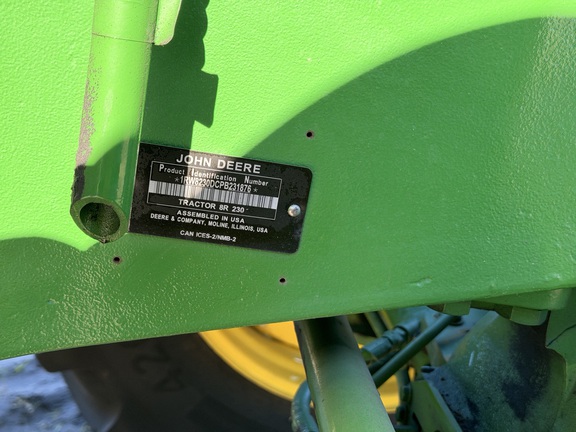 JOHN DEERE
Product Identification Number
*1RW8230DCPB231876*
TRACTOR 8R 230
ASSEMBLED IN USA
DEERE & COMPANY, MOLINE, ILLINOIS, USA
CAN ICES-2/NMB-2
42